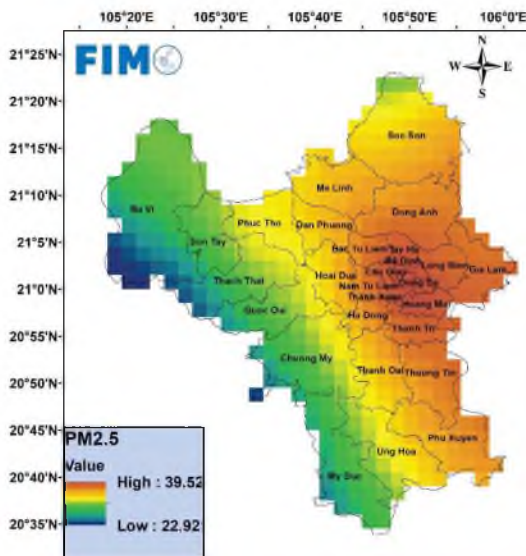 105°20'E 105°30'E 105°40'E 105°50'E 106°0'E
21°25'N
21°20'N
21°15'N
21°10'N
21°5'N
21°0'N
20°55'N
20°50'N
20°45'N
20°40'N
20°35'N
FIMO
N
W E
S
Soc Son
Me Linh
Ba Vi
Dong Anh
Phuc Tho
Dan Phuong
Son Tay
Bac Tu Liem Tay Ho
Ba Dinh
Long Bien
Hoai Duc
Cau Giay
Gia Lam
Thach That
Nam Tu Liem
Thanh Xuan
Hoang Mai
Quoc Oai
Ha Dong
Thanh Tri
Chuong My
Thanh Oai
Thuong Tin
Phu Xuyen
Ung Hoa
My Duc
PM2.5
Value
High : 39.52
Low : 22.92